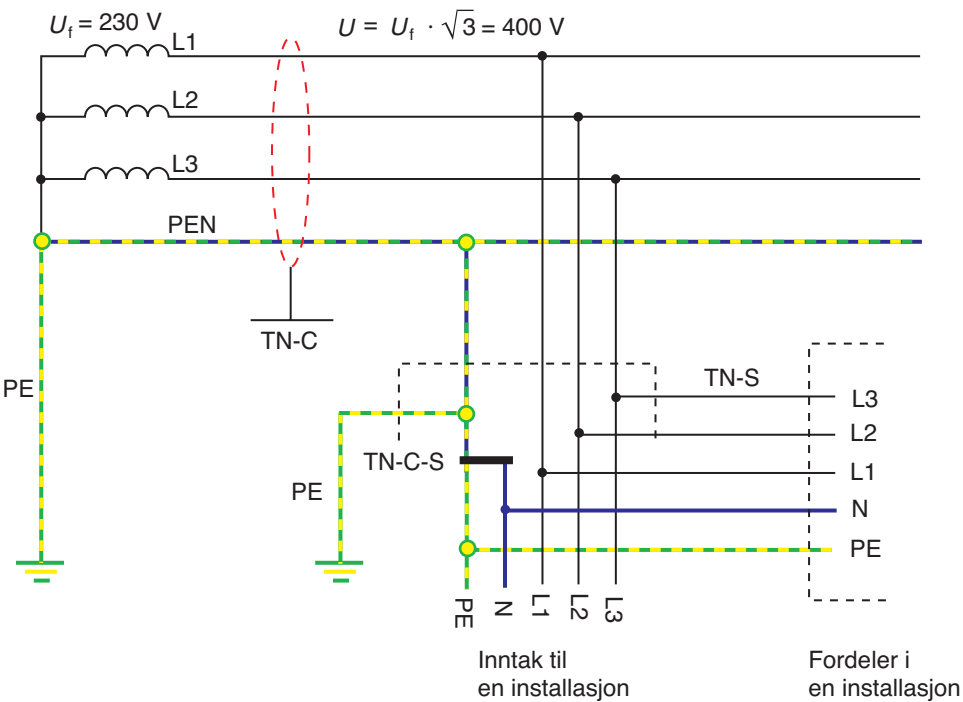 Uf = 230 V
U = Uf · √3 = 400 V
L1
L2
L3
PEN
TN-C
PE
TN-S
L3
TN-C-S
L2
L1
PE
N
PE
PE
N
L1
L2
L3
Inntak til
en installasjon
Fordeler i
en installasjon